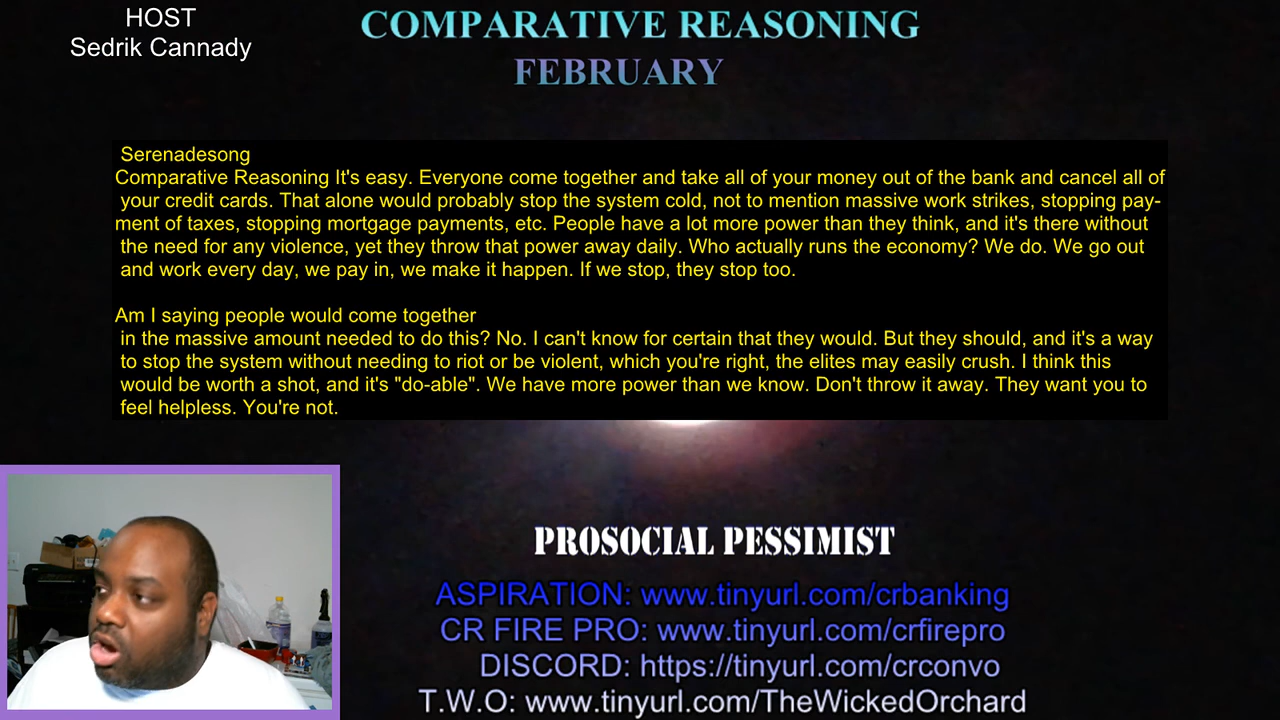 HOST
Sedrik Cannady
COMPARATIVE REASONING
FEBRUARY
Serenadesong
Comparative Reasoning It's easy. Everyone come together and take all of your money out of the bank and cancel all of
your credit cards. That alone would probably stop the system cold, not to mention massive work strikes, stopping pay-
ment of taxes, stopping mortgage payments, etc. People have a lot more power than they think, and it's there without
the need for any violence, yet they throw that power away daily. Who actually runs the economy? We do. We go out
and work every day, we pay in, we make it happen. If we stop, they stop too.
Am I saying people would come together
in the massive amount needed to do this? No. I can't know for certain that they would. But they should, and it's a way
to stop the system without needing to riot or be violent, which you're right, the elites may easily crush. I think this
would be worth a shot, and it's "do-able". We have more power than we know. Don't throw it away. They want you to
feel helpless. You're not.
PROSOCIAL PESSIMIST
ASPIRATION: www.tinyurl.com/crbanking
CR FIRE PRO: www.tinyurl.com/crfirepro
DISCORD: https://tinyurl.com/crconvo
T.W.O: www.tinyurl.com/TheWickedOrchard